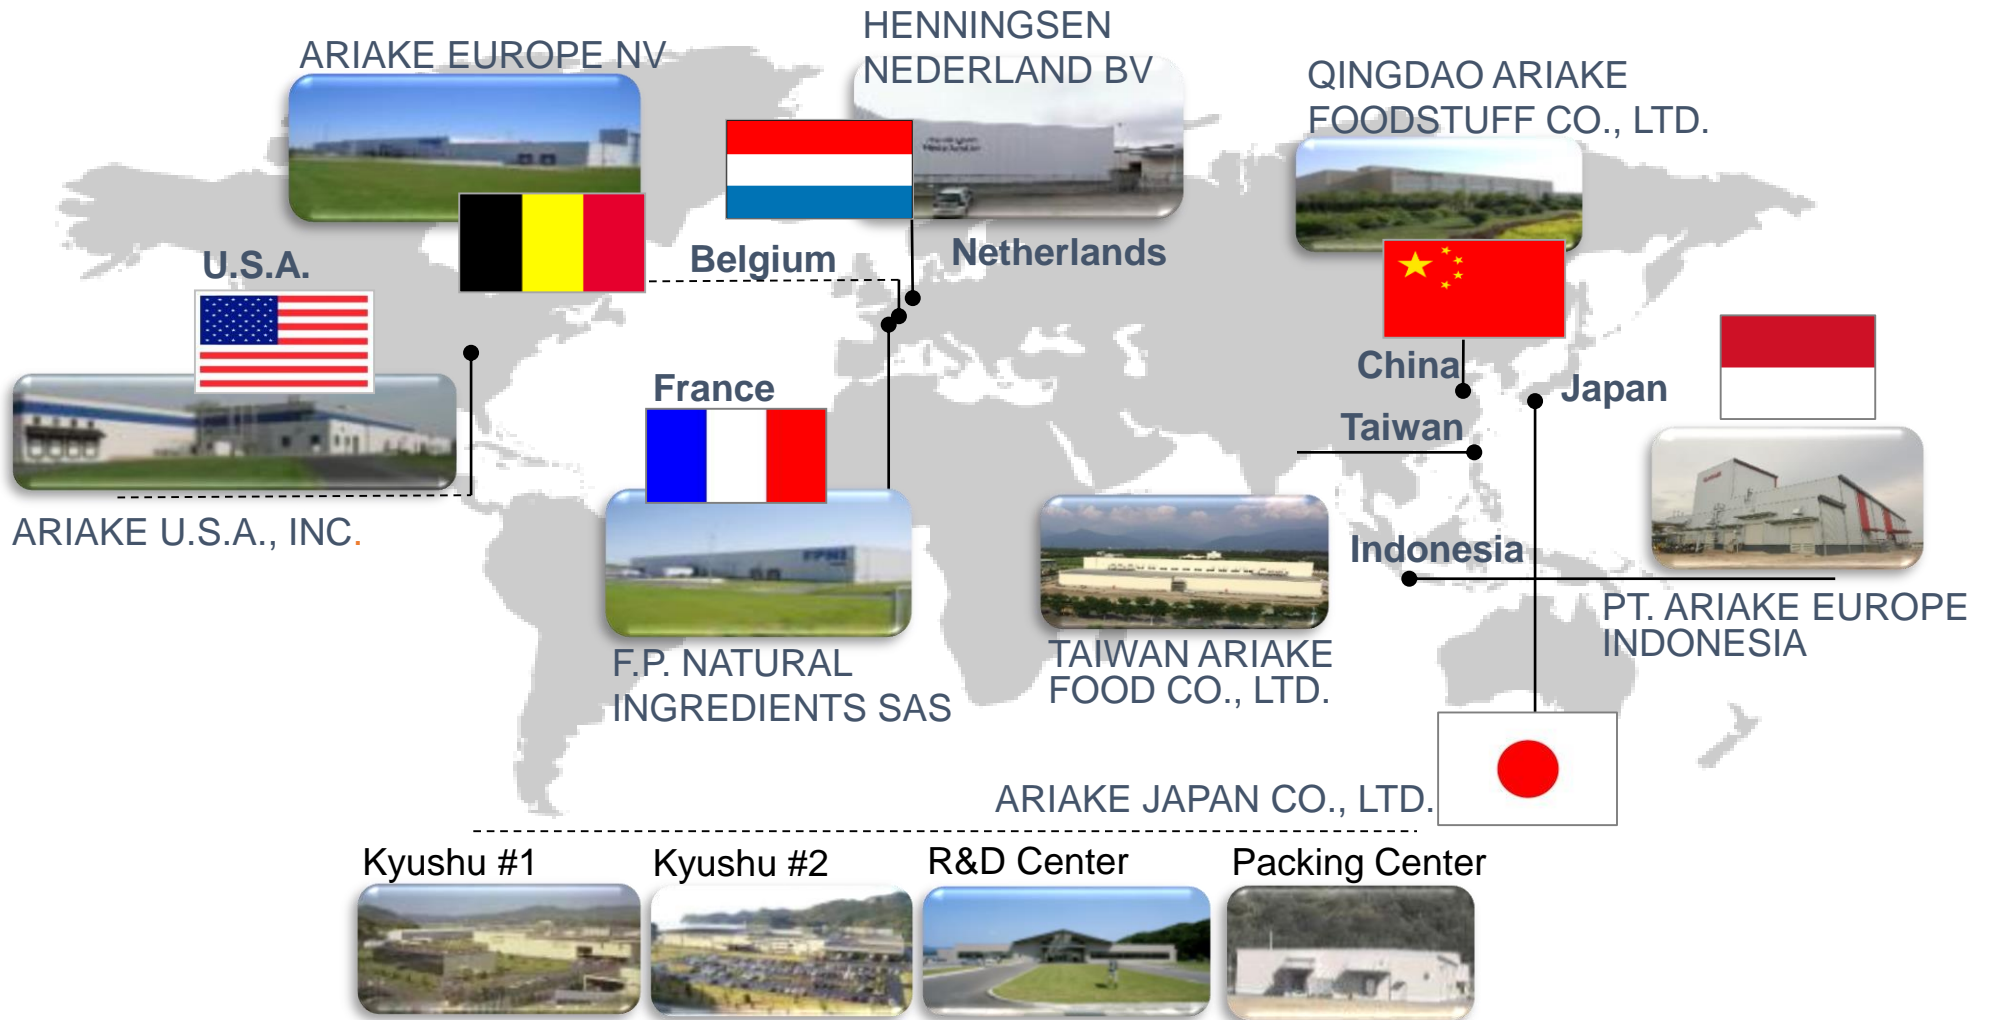 ARIAKE EUROPE NV
HENNINGSEN
NEDERLAND BV
QINGDAO ARIAKE
FOODSTUFF CO., LTD.
U.S.A.
Belgium
Netherlands
China
Japan
France
Taiwan
ARIAKE U.S.A., INC.
Indonesia
FPNI
F.P. NATURAL
INGREDIENTS SAS
TAIWAN ARIAKE
FOOD CO., LTD.
PT. ARIAKE EUROPE
INDONESIA
ARIAKE JAPAN CO., LTD.
Kyushu #1
Kyushu #2
R&D Center
Packing Center